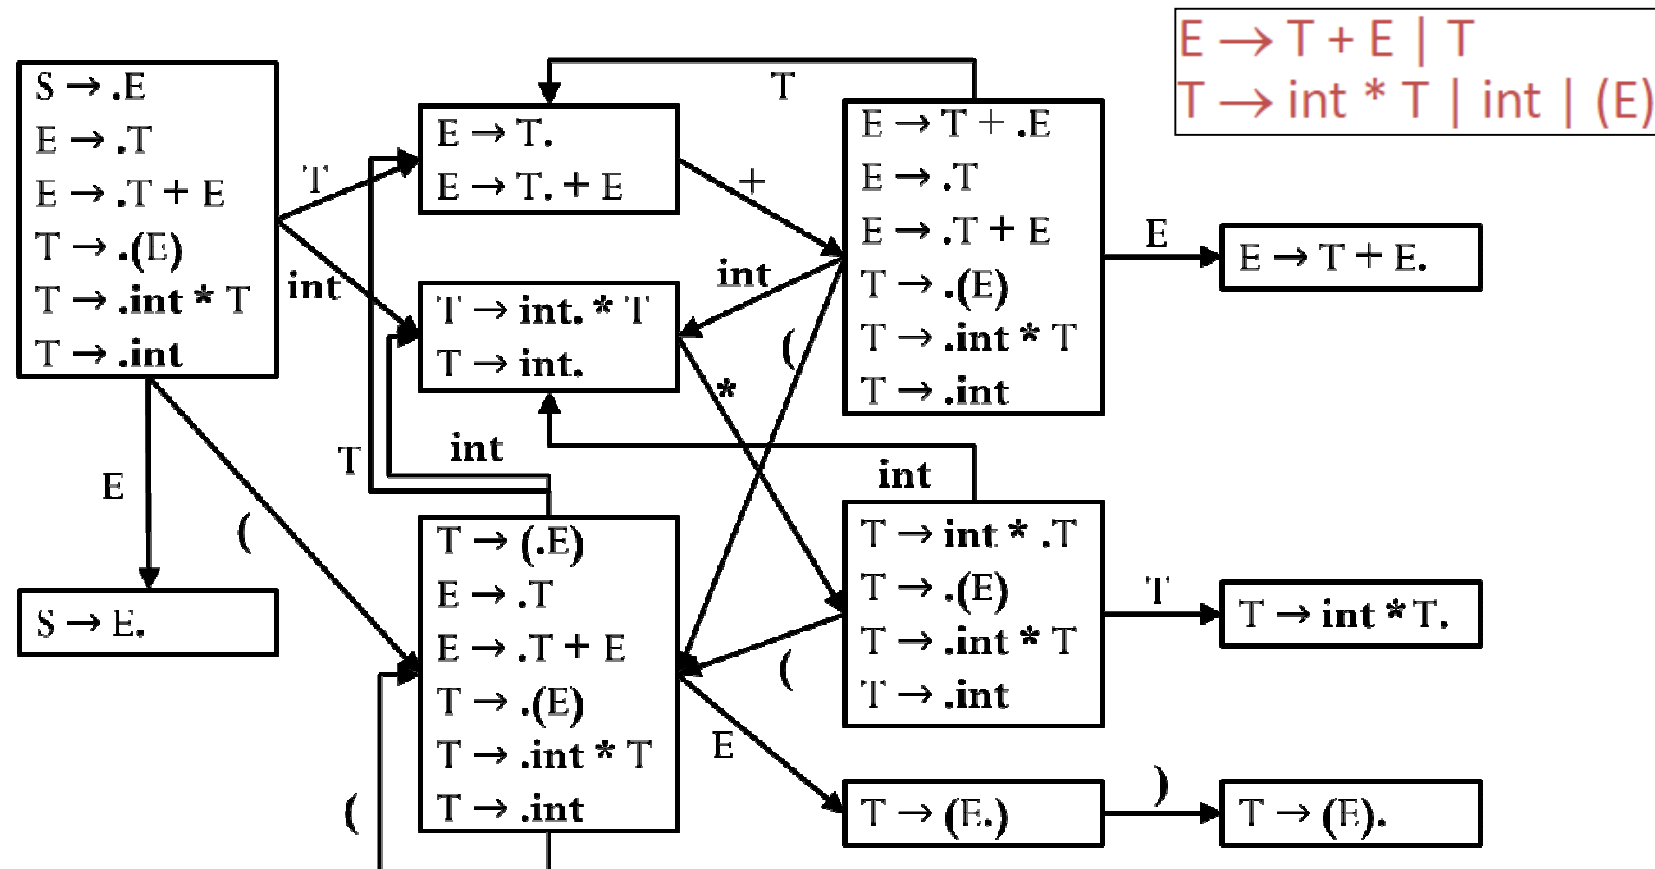 E → T + E | T
T → int * T | int | (E)
S → .E
E → .T
E → .T + E
T → .(E)
T → .int * T
T → .int
T
int
E
(
S → E.
E → T.
E → T. + E
T
+
T → int. * T
T → int.
int
(
*
T
int
int
E → T + .E
E → .T
E → .T + E
T → .(E)
T → .int * T
T → .int
E
E → T + E.
T → (.E)
E → .T
E → .T + E
T → .(E)
T → .int * T
T → .int
(
(
E
T → int * .T
T → .(E)
T → .int * T
T → .int
T
T → int * T.
T → (E.)
)
T → (E).